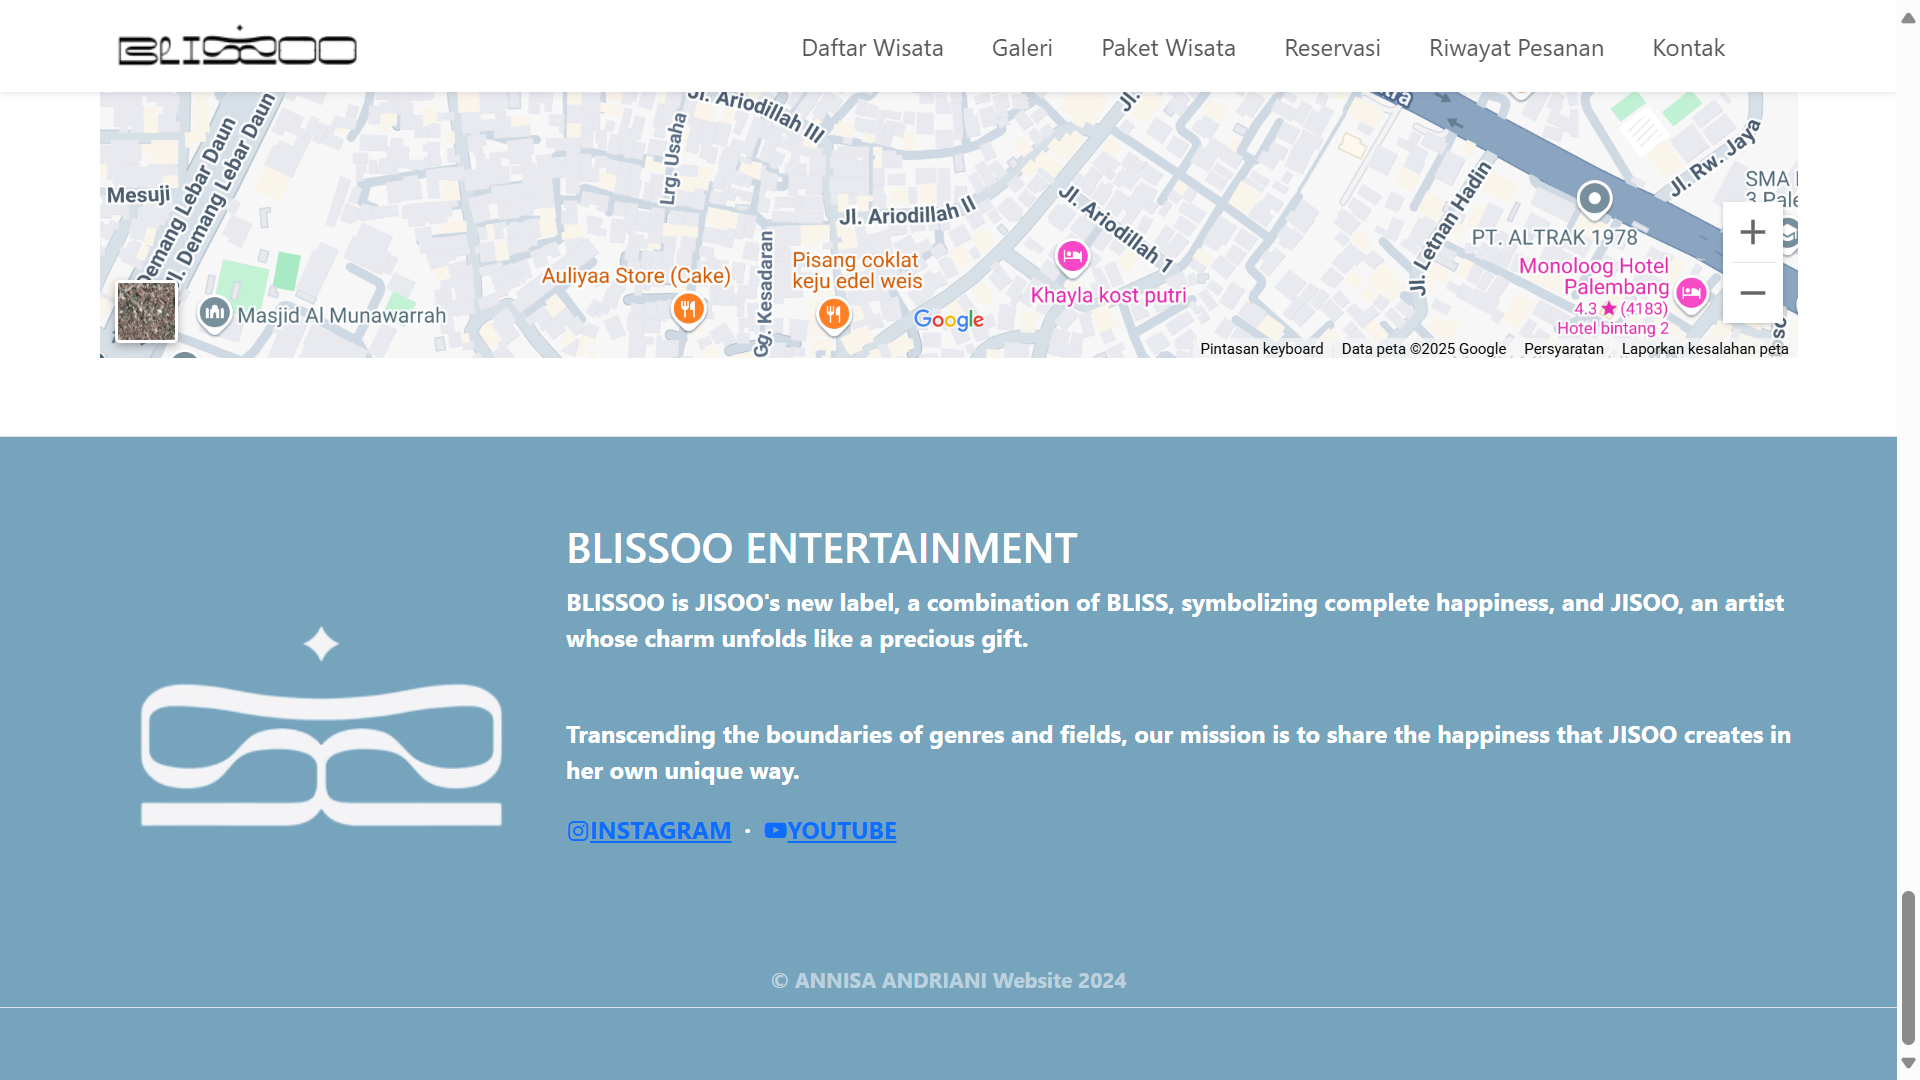 BLISSOO
Daftar Wisata
Galeri
Paket Wisata
Reservasi
Riwayat Pesanan
Kontak
Jl. Ariodillah III
Lrg. Usaha
Demang Lebar Daun
Jl. Demang Lebar Daun
Mesuji
Jl. Ariodillah II
Jl. Ariodillah 1
Jl. Letnan Hadin
Jl. Rw. Jaya
SMA
PT. ALTRAK 1978
Gg. Kesadaran
Auliyaa Store (Cake)
Pisang coklat
keju edel weis
Khayla kost putri
Monoloog Hotel
Palembang
4.3 ★ (4183)
Hotel bintang 2
Masjid Al Munawarrah
Google
Pintasan keyboard
Data peta ©2025 Google
Persyaratan
Laporkan kesalahan peta
BLISSOO ENTERTAINMENT
BLISSOO is JISOO's new label, a combination of BLISS, symbolizing complete happiness, and JISOO, an artist
whose charm unfolds like a precious gift.
Transcending the boundaries of genres and fields, our mission is to share the happiness that JISOO creates in
her own unique way.
INSTAGRAM · YOUTUBE
© ANNISA ANDRIANI Website 2024